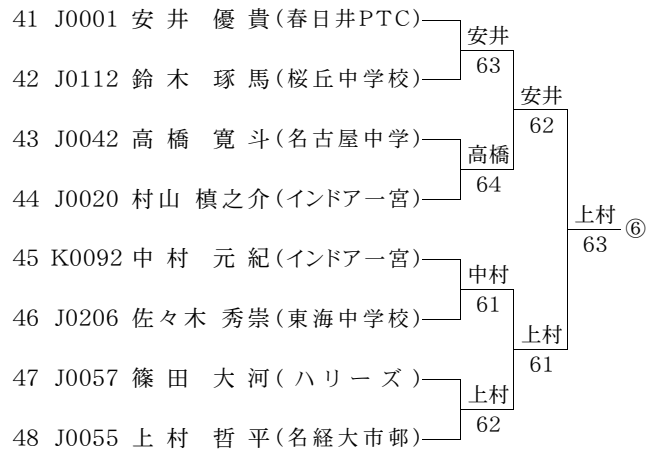 41 J0001 安井 優貴(春日井PTC)
安井
63
42 J0112 鈴木 琢馬(桜丘中学校)
安井
62
43 J0042 高橋 寛斗(名古屋中学)
高橋
64
44 J0020 村山 槙之介(インドア一宮)
上村
63 ⑥
45 K0092 中村 元紀(インドア一宮)
中村
61
46 J0206 佐々木 秀崇(東海中学校)
上村
61
47 J0057 篠田 大河(ハリーズ)
上村
62
48 J0055 上村 哲平(名経大市邨)